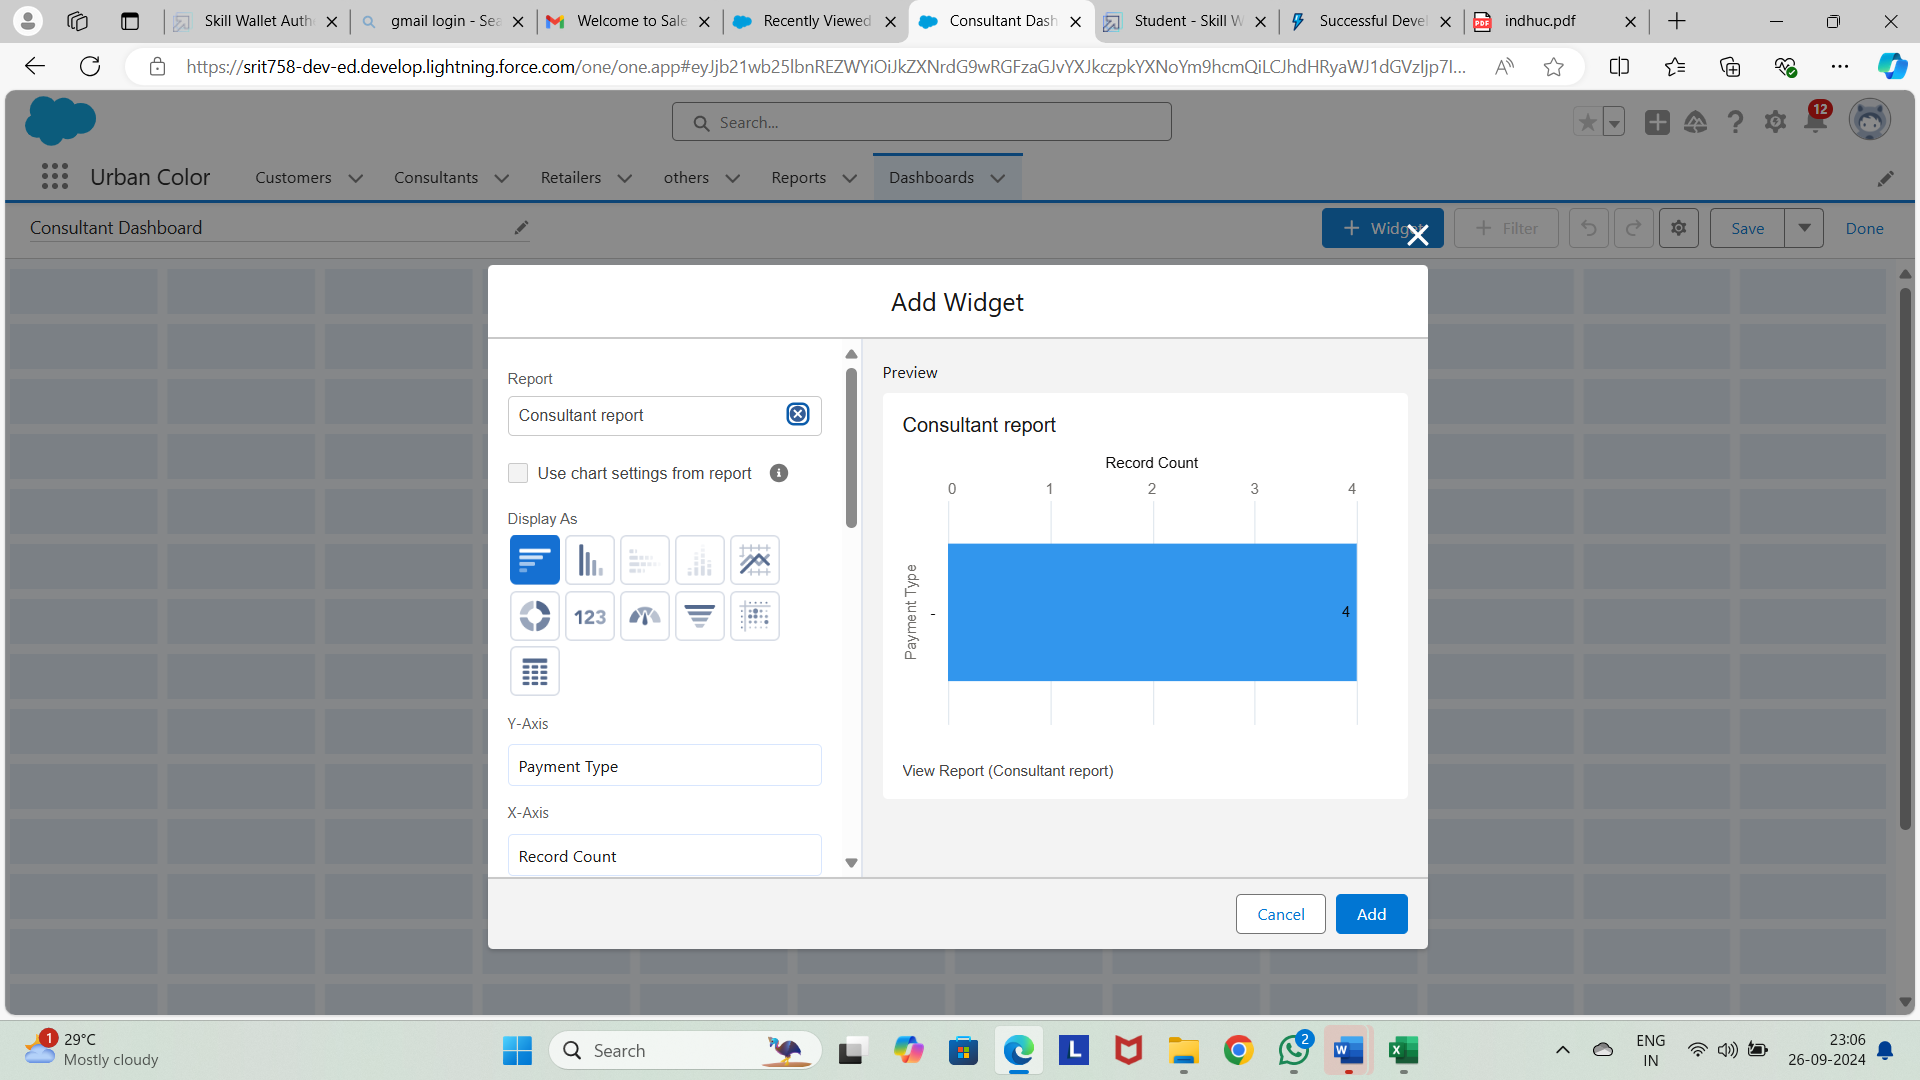 Skill Wallet Auth
gmail login - Sea
Welcome to Sale
Recently Viewed
Consultant Dash
Student - Skill W
Successful Devel
indhuc.pdf
https://srit758-dev-ed.develop.lightning.force.com/one/one.app#eyJjb21wb25lbnREZWYiOiJkZXNrdG9wRGFzaGJvYXJkczpkYXNoYm9hcmQiLCJhdHRyaWJ1dGVzIjp7I...
Search...
12
Urban Color
Customers
Consultants
Retailers
others
Reports
Dashboards
Consultant Dashboard
+ Widget
+ Filter
Save
Done
Add Widget
Report
Consultant report
Use chart settings from report
Display As
123
Y-Axis
Payment Type
X-Axis
Record Count
Preview
Consultant report
Record Count
0 1 2 3 4
Payment Type
-
4
View Report (Consultant report)
Cancel
Add
1
29°C
Mostly cloudy
Search
2
ENG
IN
23:06
26-09-2024